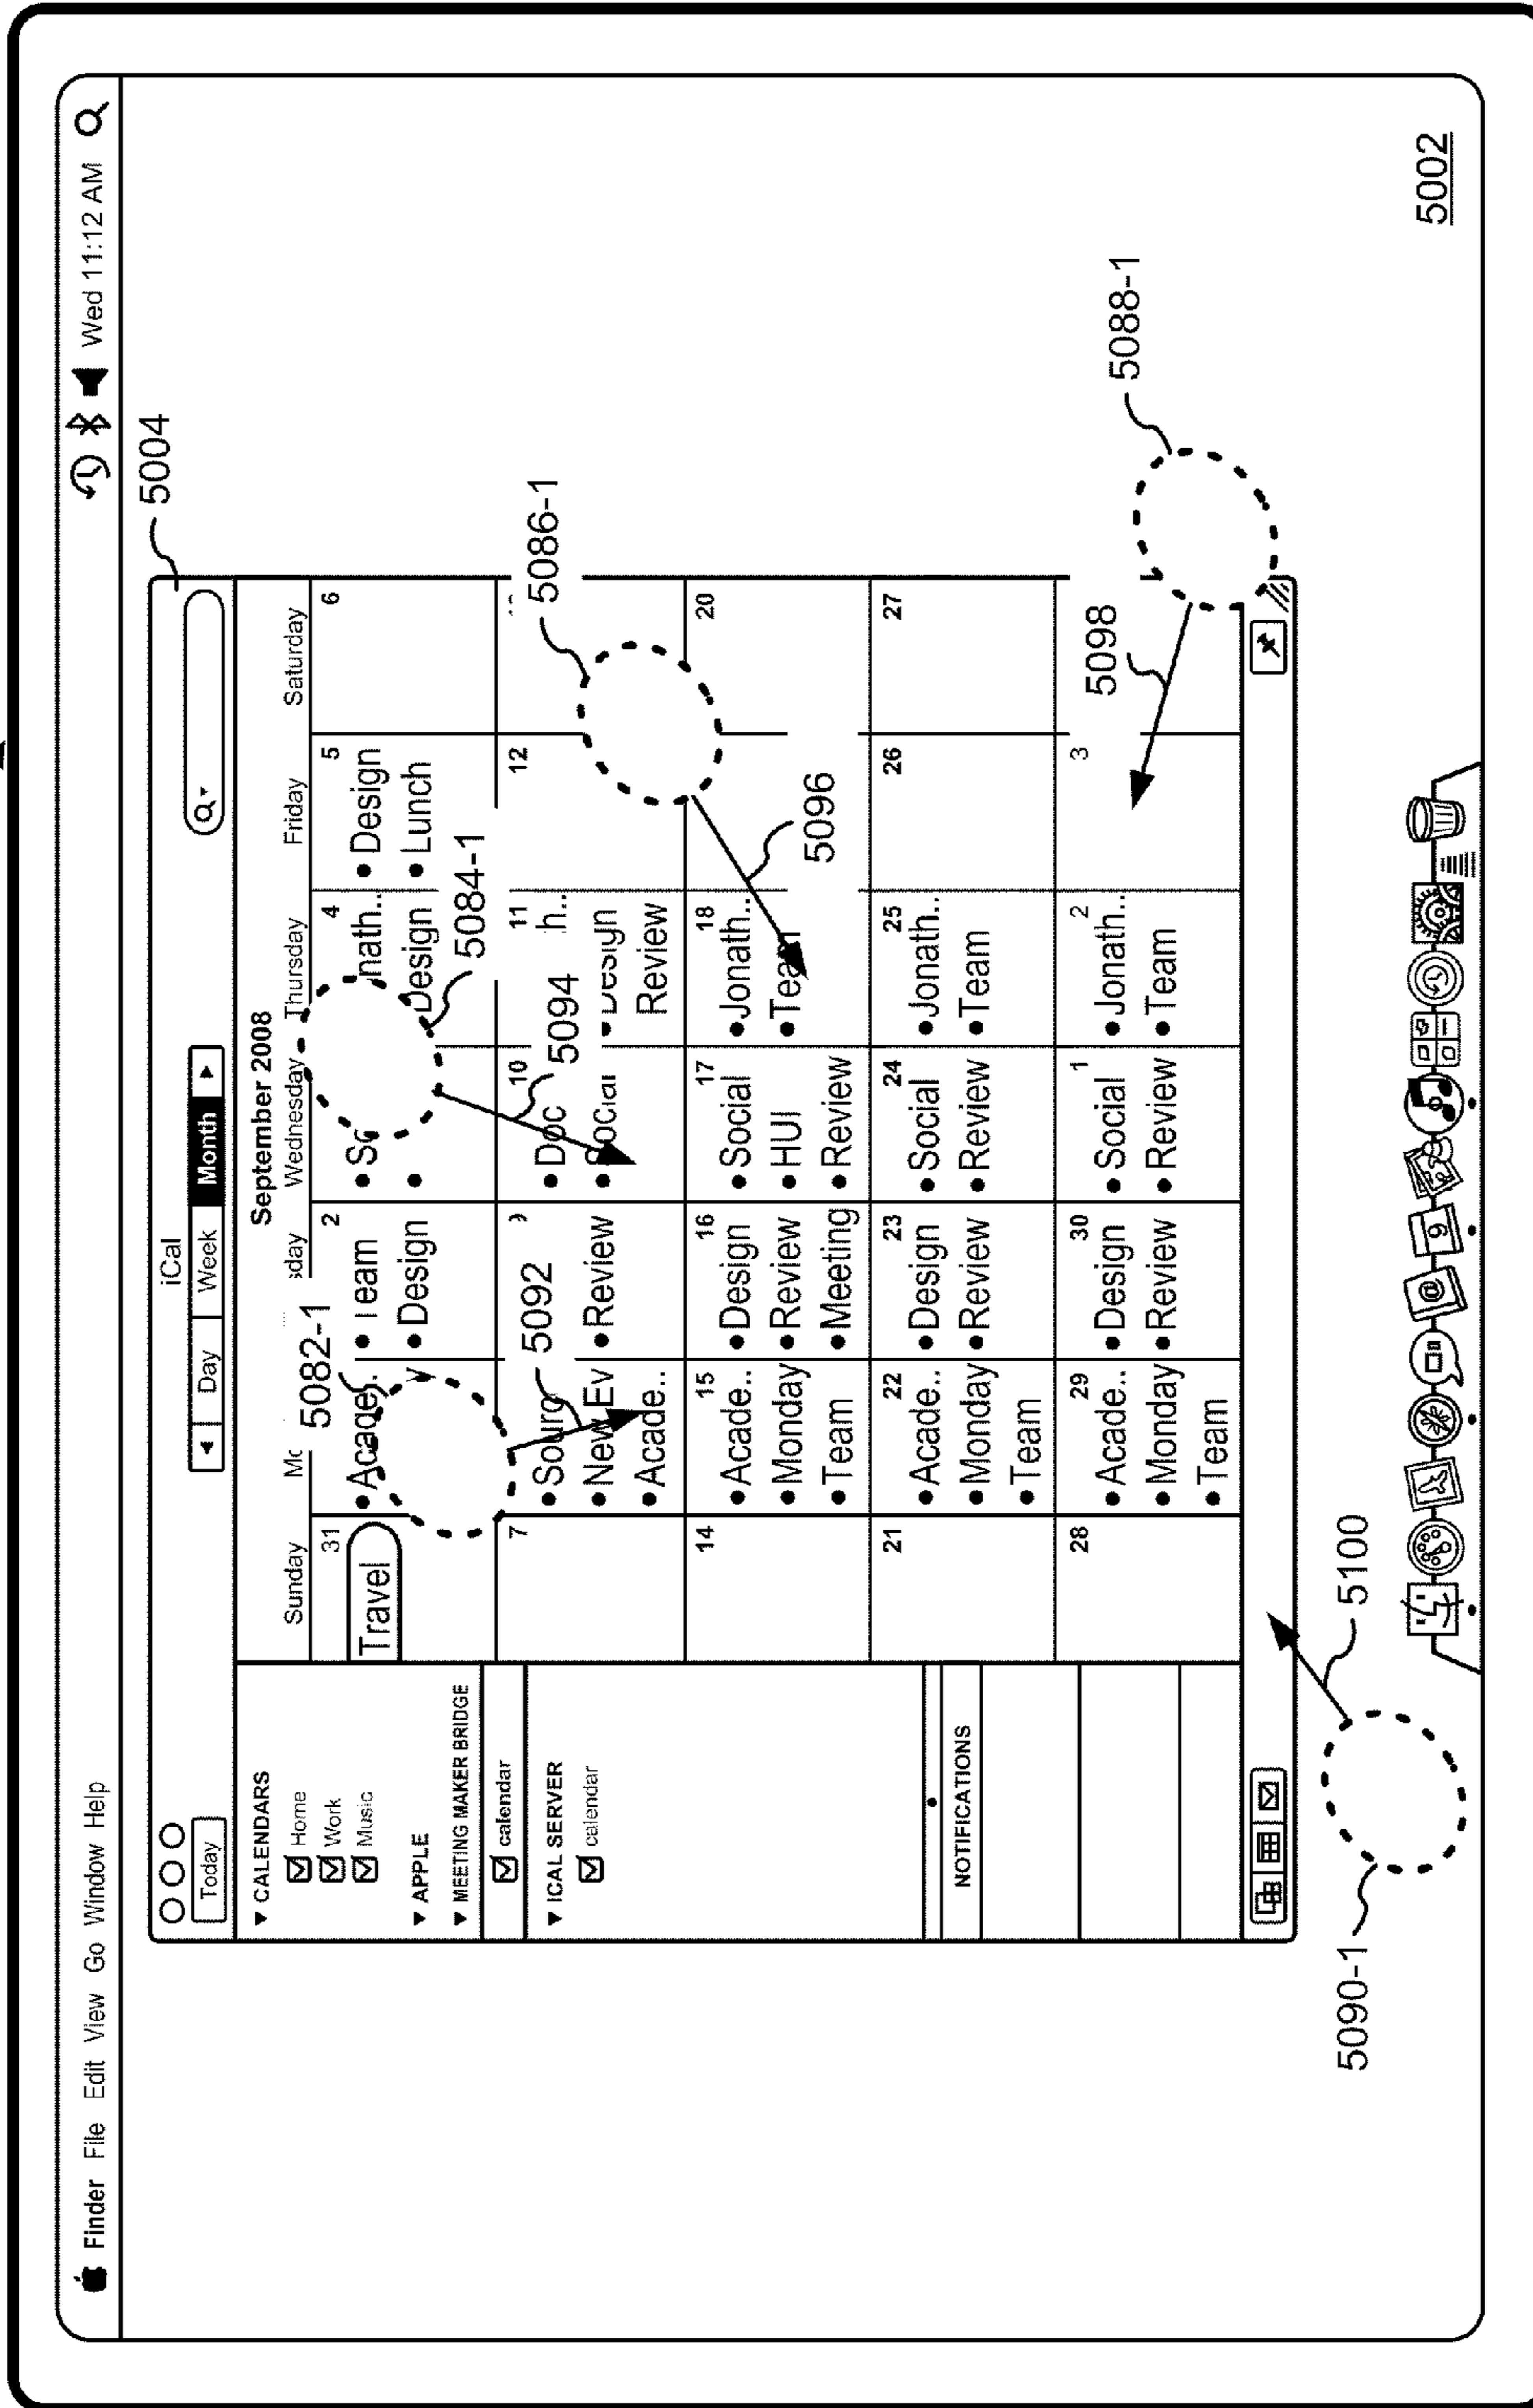 Finder File Edit View Go Window Help
Wed 11:12 AM
5004
iCal
Today
Day Week Month
September 2008
CALENDARS
Home
Work
Music
APPLE
MEETING MAKER BRIDGE
calendar
ICAL SERVER
calendar
NOTIFICATIONS
Sunday Wednesday Thursday Friday Saturday
31 2 4 5 6
Travel
•Acade..
• Team
• Design
nath..
Design
• Design
• Lunch
5082-1
5084-1
7 10 11 12
• New Ev
• Acade..
• Review
• Doc
Social
h..
Design
Review
5092
5094
5086-1
14 15 16 17 18 20
• Acade.. • Design • Social • Jonath..
• Monday • Review • HUI • Team
• Team • Meeting • Review
5096
21 22 23 24 25 26 27
• Acade.. • Design • Social • Jonath..
• Monday • Review • Review • Team
• Team
28 29 30 1 2 3
• Acade.. • Design • Social • Jonath..
• Monday • Review • Review • Team
• Team
5098
5088-1
5090-1
5100
9
@
5002